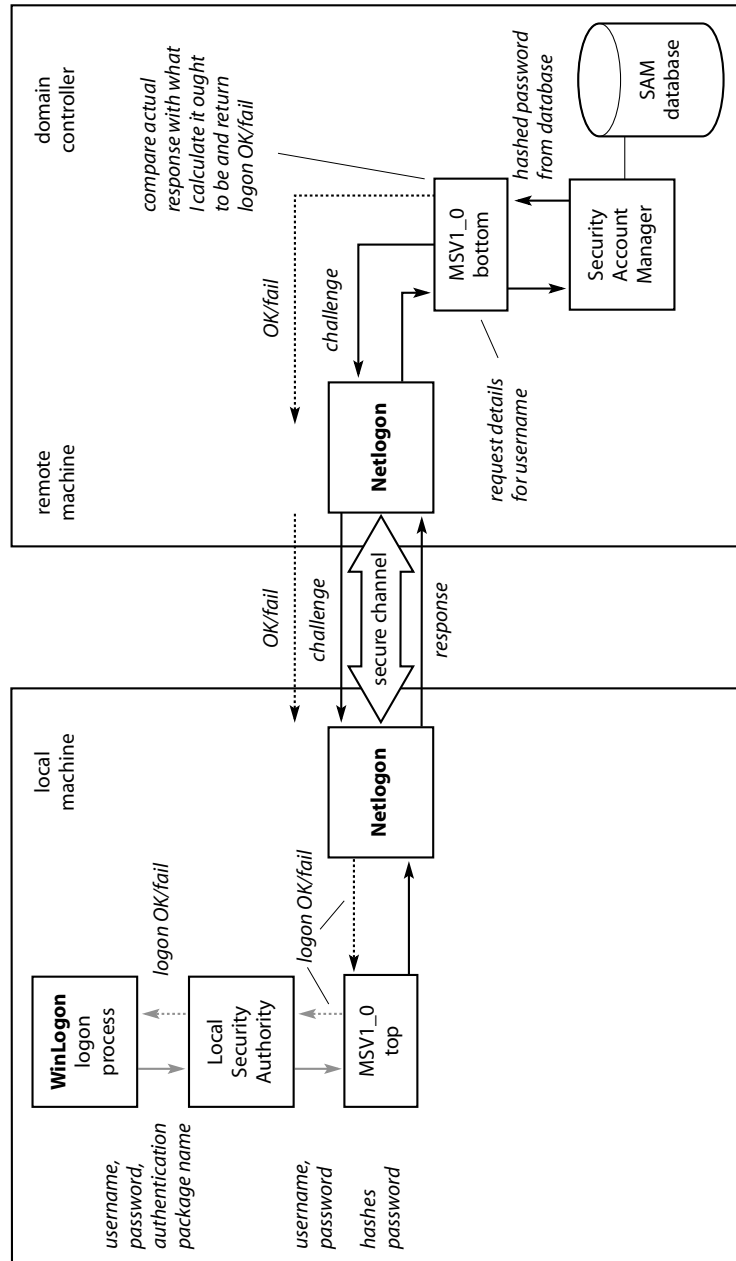 local
machine
WinLogon
logon
process
logon OK/fail
username,
password,
authentication
package name
Local
Security
Authority
logon OK/fail
username,
password
MSV1_0
top
hashes
password
Netlogon
OK/fail
challenge
secure channel
response
remote
machine
domain
controller
compare actual
response with what
I calculate it ought
to be and return
logon OK/fail
OK/fail
challenge
Netlogon
MSV1_0
bottom
request details
for username
hashed password
from database
Security
Account
Manager
SAM
database